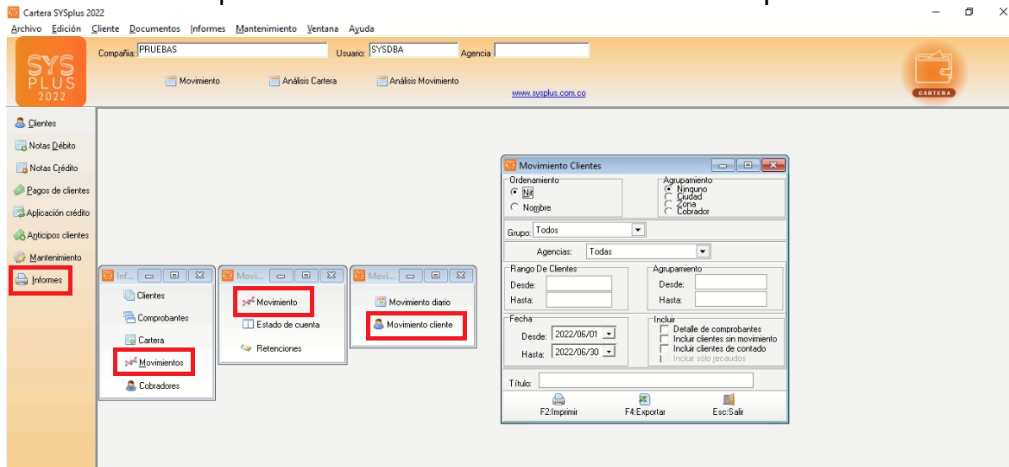 Cartera SYSplus 2022
Archivo Edición Cliente Documentos Informes Mantenimiento Ventana Ayuda
Compañia: PRUEBAS Usuario: SYSDBA Agencia
SYS
PLUS
2022
Movimiento Análisis Cartera Análisis Movimiento
www.sysplus.com.co
CARTERA
Clientes
Notas Débito
Notas Crédito
Pagos de clientes
Aplicación crédito
Anticipos clientes
Mantenimiento
Informes
Inf...
Clientes
Comprobantes
Cartera
Movimientos
Cobradores
Movi...
Movimiento
Estado de cuenta
Retenciones
Movi...
Movimiento diario
Movimiento cliente
Movimiento Clientes
Ordenamiento
Nit
Nombre
Agrupamiento
Ninguno
Ciudad
Zona
Cobrador
Grupo: Todos
Agencias: Todas
Rango De Clientes
Desde:
Hasta:
Agrupamiento
Desde:
Hasta:
Fecha
Desde: 2022/06/01
Hasta: 2022/06/30
Incluir
Detalle de comprobantes
Incluir clientes sin movimiento
Incluir clientes de contado
Incluir sólo recaudos
Título:
F2:Imprimir F4:Exportar Esc:Salir